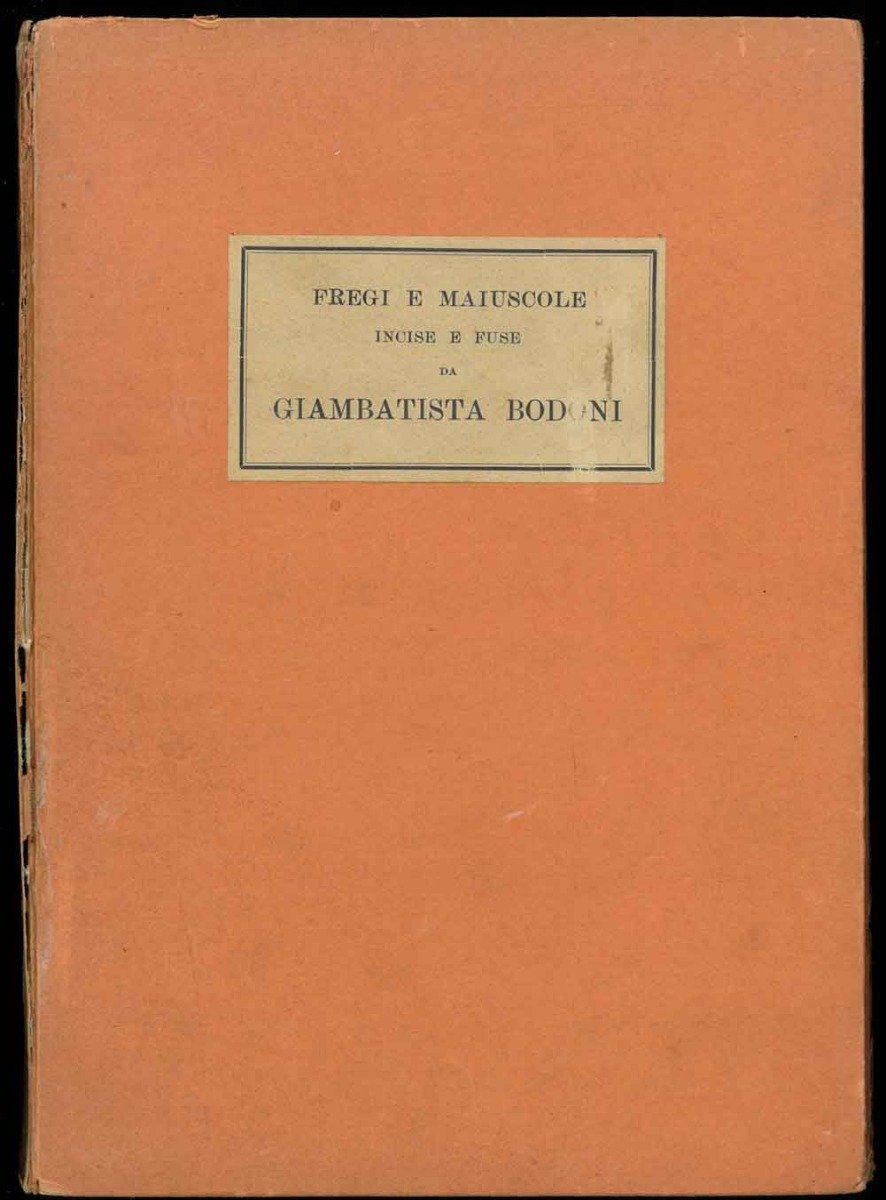 FREGI E MAIUSCOLE
INCISE E FUSE
DA
GIAMBATISTA BODONI